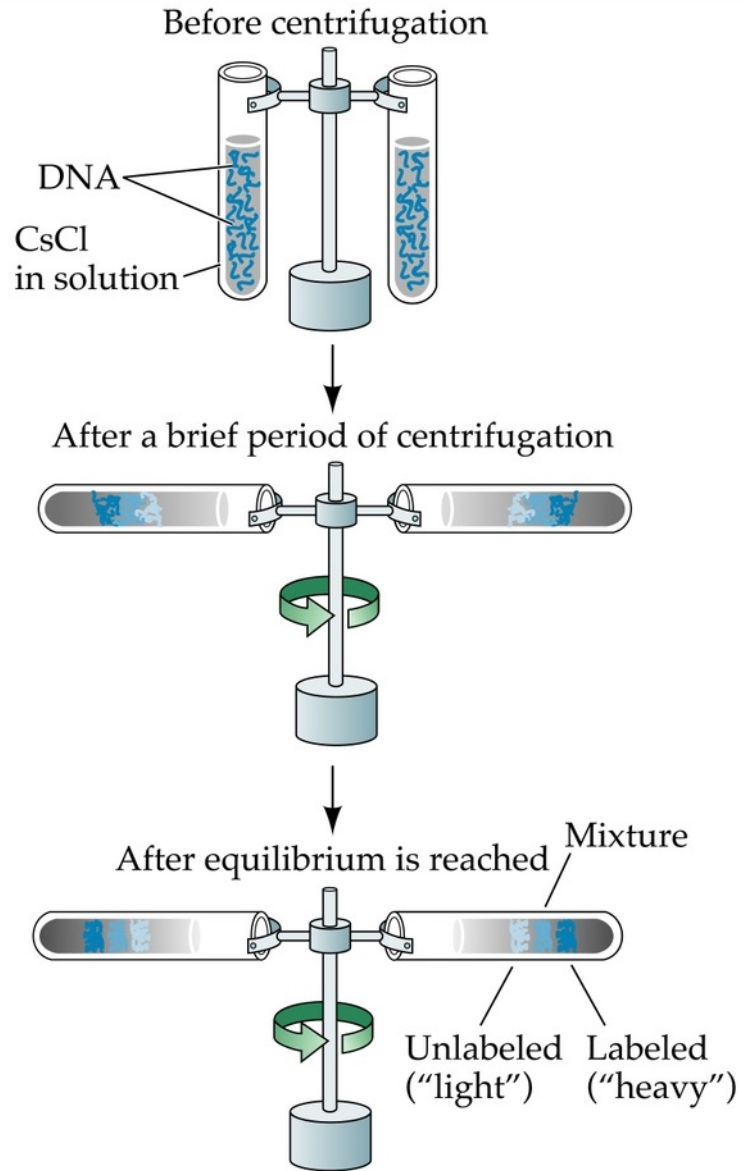 Before centrifugation
DNA
CsCl
in solution
After a brief period of centrifugation
After equilibrium is reached
Mixture
Unlabeled
(“light”)
Labeled
(“heavy”)